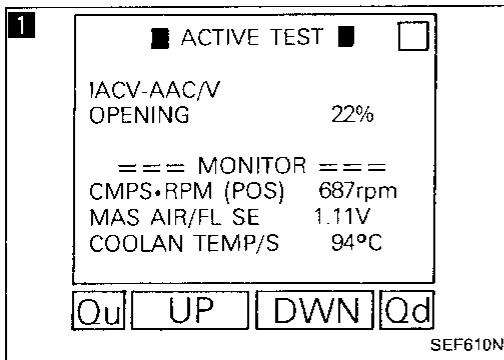 1
■ ACTIVE TEST ■
IACV-AAC/V
OPENING 22%
=== MONITOR ===
CMPS•RPM (POS) 687rpm
MAS AIR/FL SE 1.11V
COOLAN TEMP/S 94°C
Qu UP DWN Qd
SEF610N